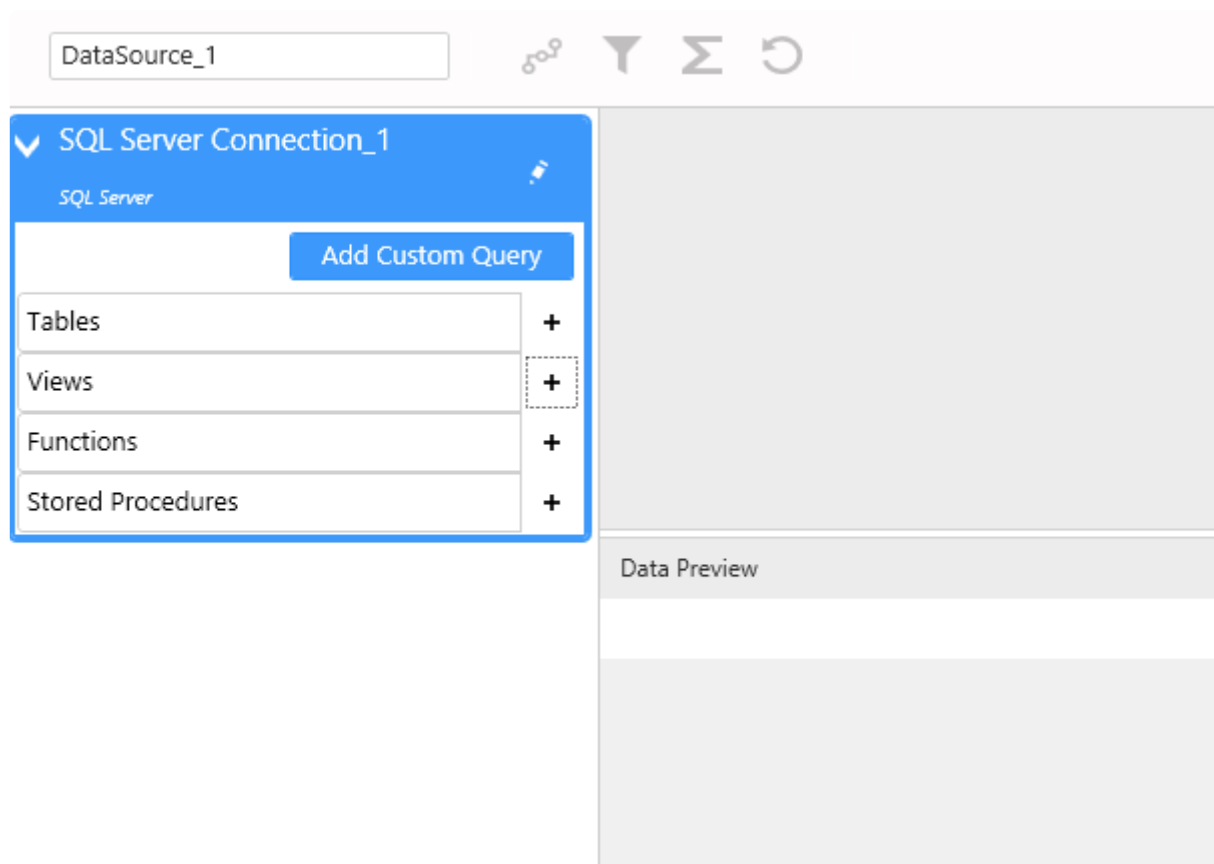 DataSource_1
SQL Server Connection_1
SQL Server
Add Custom Query
Tables
Views
Functions
Stored Procedures
Data Preview